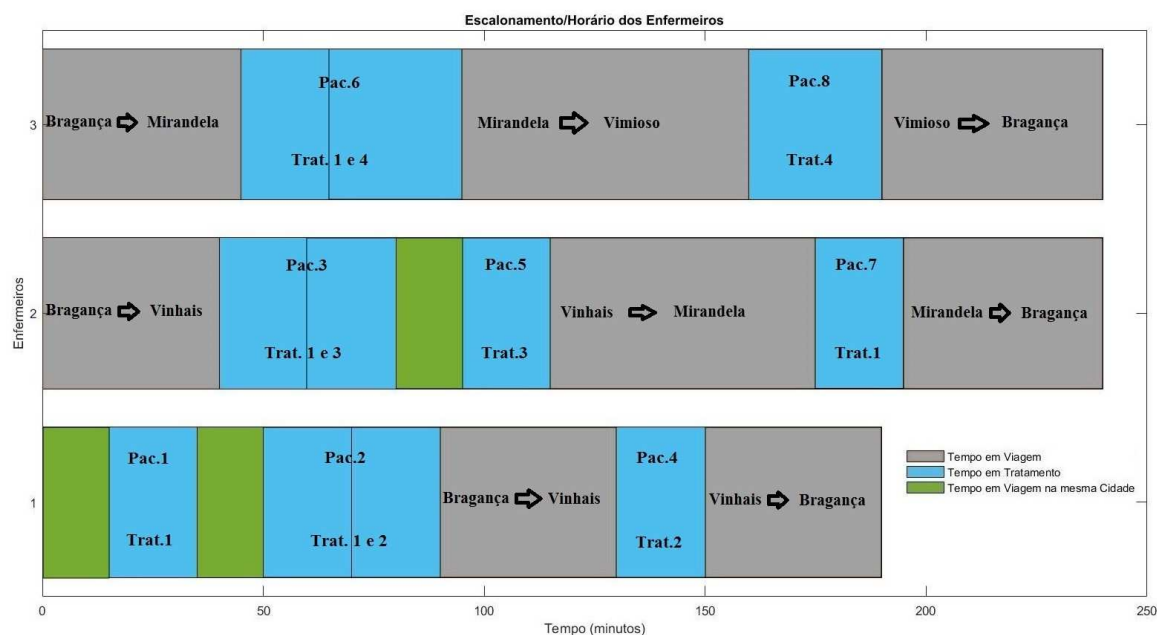 Escalonamento/Horário dos Enfermeiros
Pac.6
Pac.8
3
Bragança Mirandela
Mirandela Vimioso
Vimioso Bragança
Trat. 1 e 4
Trat.4
Pac.3
Pac.5
Pac.7
2
Bragança Vinhais
Vinhais Mirandela
Mirandela Bragança
Trat. 1 e 3
Trat.3
Trat.1
Enfermeiros
Pac.1
Pac.2
Pac.4
1
Bragança Vinhais
Vinhais Bragança
Trat.1
Trat. 1 e 2
Trat.2
Tempo em Viagem
Tempo em Tratamento
Tempo em Viagem na mesma Cidade
0 50 100 150 200 250
Tempo (minutos)